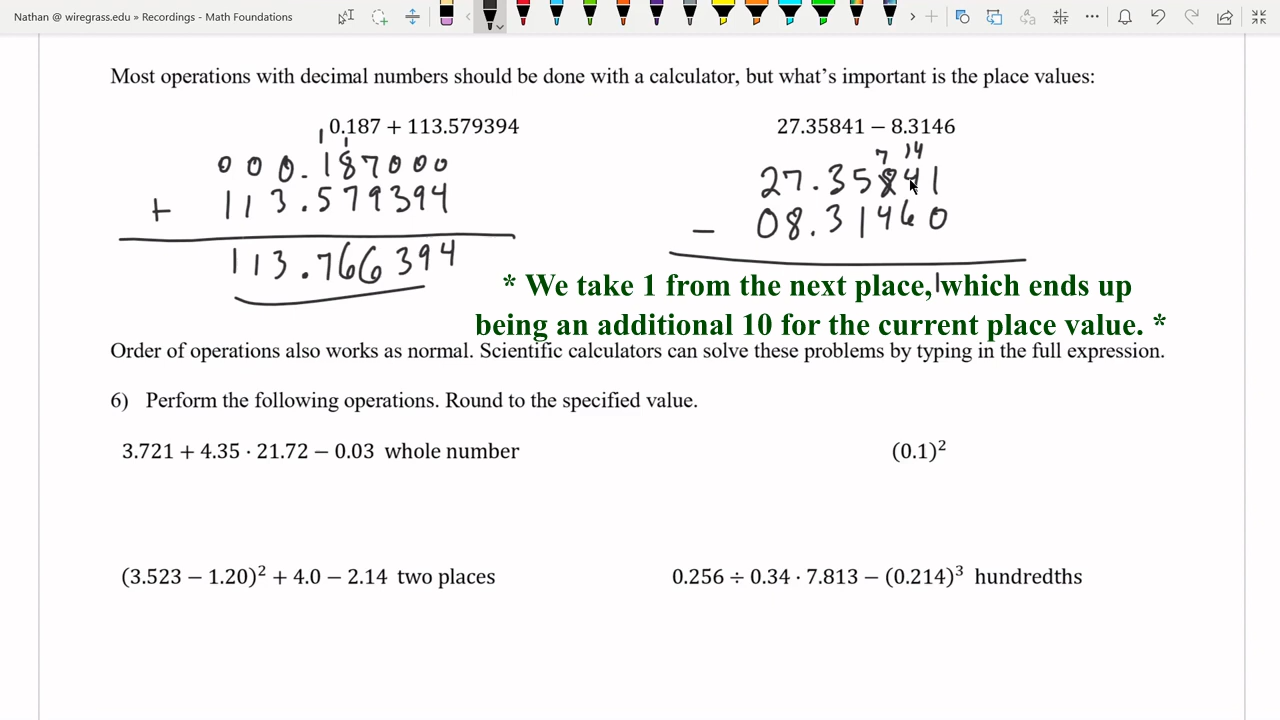 Nathan @ wiregrass.edu » Recordings - Math Foundations
Most operations with decimal numbers should be done with a calculator, but what's important is the place values:
0.187 + 113.579394
27.35841 − 8.3146
1 1
7 14
000.187000
27.35841
+ 113.579394
− 08.31460
113.766394
1
* We take 1 from the next place, which ends up
being an additional 10 for the current place value. *
Order of operations also works as normal. Scientific calculators can solve these problems by typing in the full expression.
6) Perform the following operations. Round to the specified value.
3.721 + 4.35 · 21.72 − 0.03 whole number
(0.1)²
(3.523 − 1.20)² + 4.0 − 2.14 two places
0.256 ÷ 0.34 · 7.813 − (0.214)³ hundredths